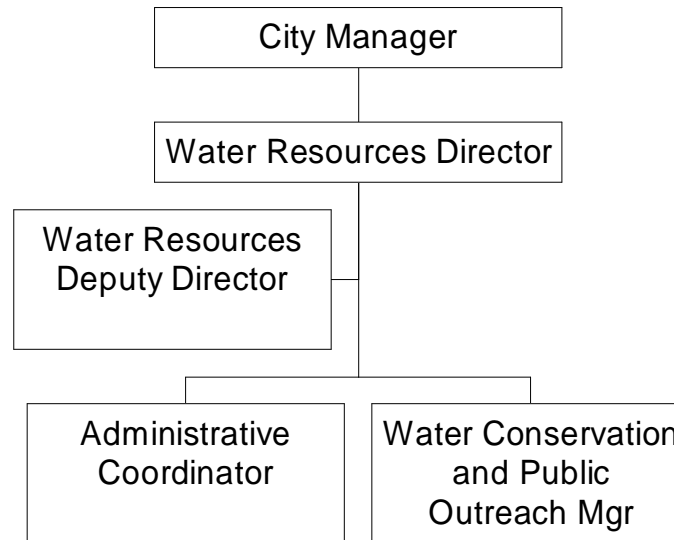 City Manager
Water Resources Director
Water Resources
Deputy Director
Administrative
Coordinator
Water Conservation
and Public
Outreach Mgr